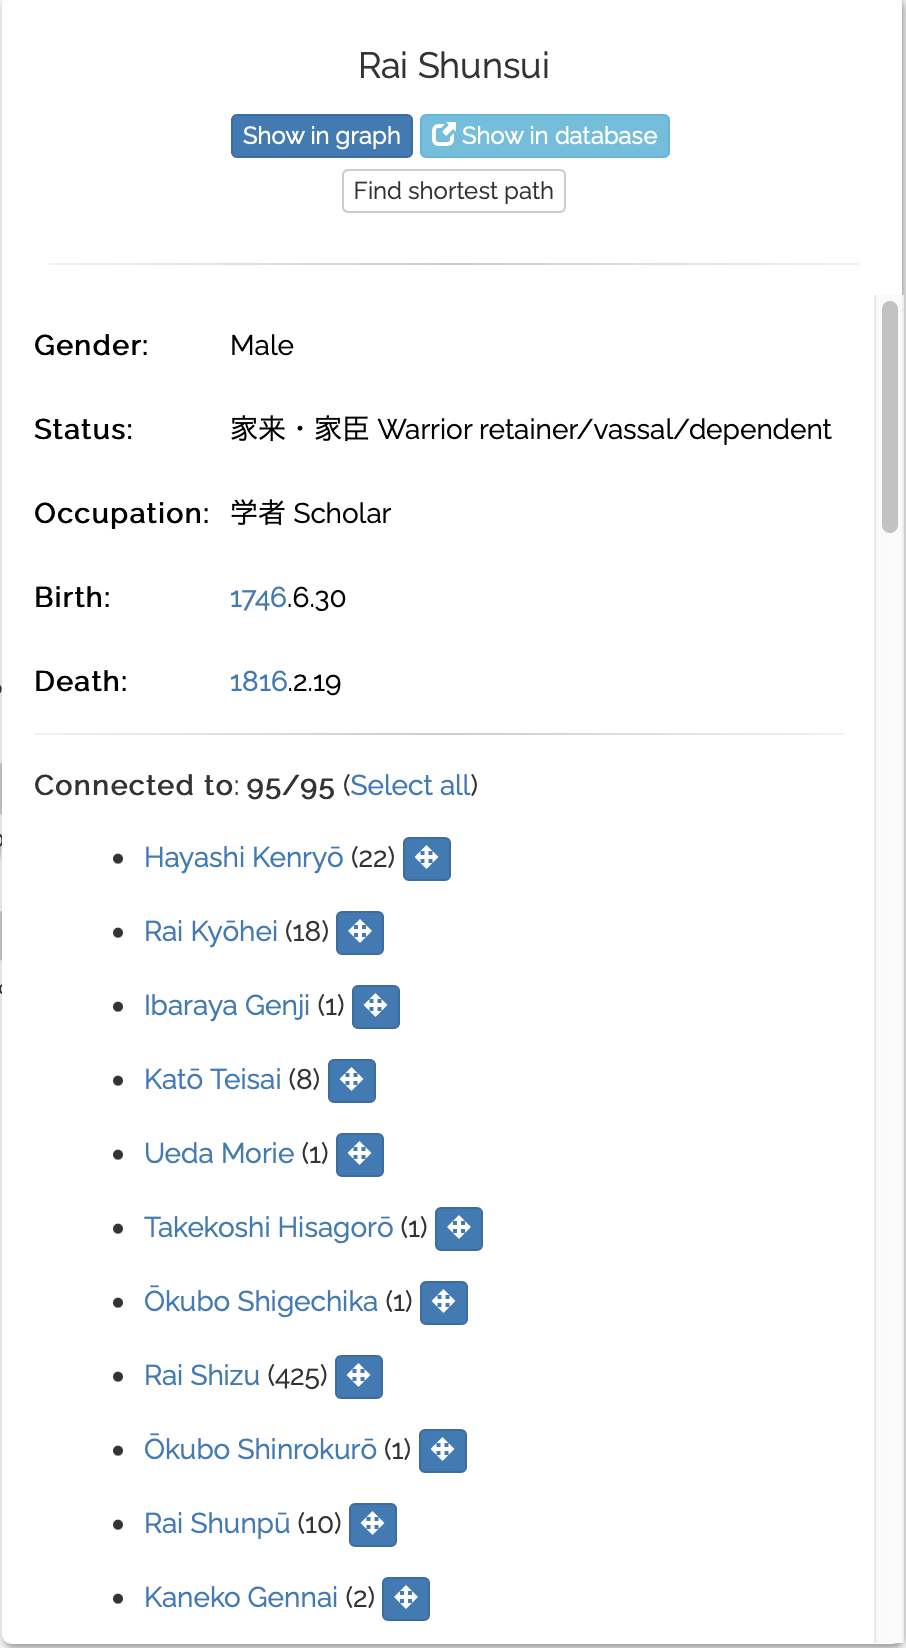 Rai Shunsui
Show in graph
Show in database
Find shortest path
Gender: Male
Status: 家来・家臣 Warrior retainer/vassal/dependent
Occupation: 学者 Scholar
Birth: 1746.6.30
Death: 1816.2.19
Connected to: 95/95 (Select all)
Hayashi Kenryō (22)
Rai Kyōhei (18)
Ibaraya Genji (1)
Katō Teisai (8)
Ueda Morie (1)
Takekoshi Hisagorō (1)
Ōkubo Shigechika (1)
Rai Shizu (425)
Ōkubo Shinrokurō (1)
Rai Shunpū (10)
Kaneko Gennai (2)